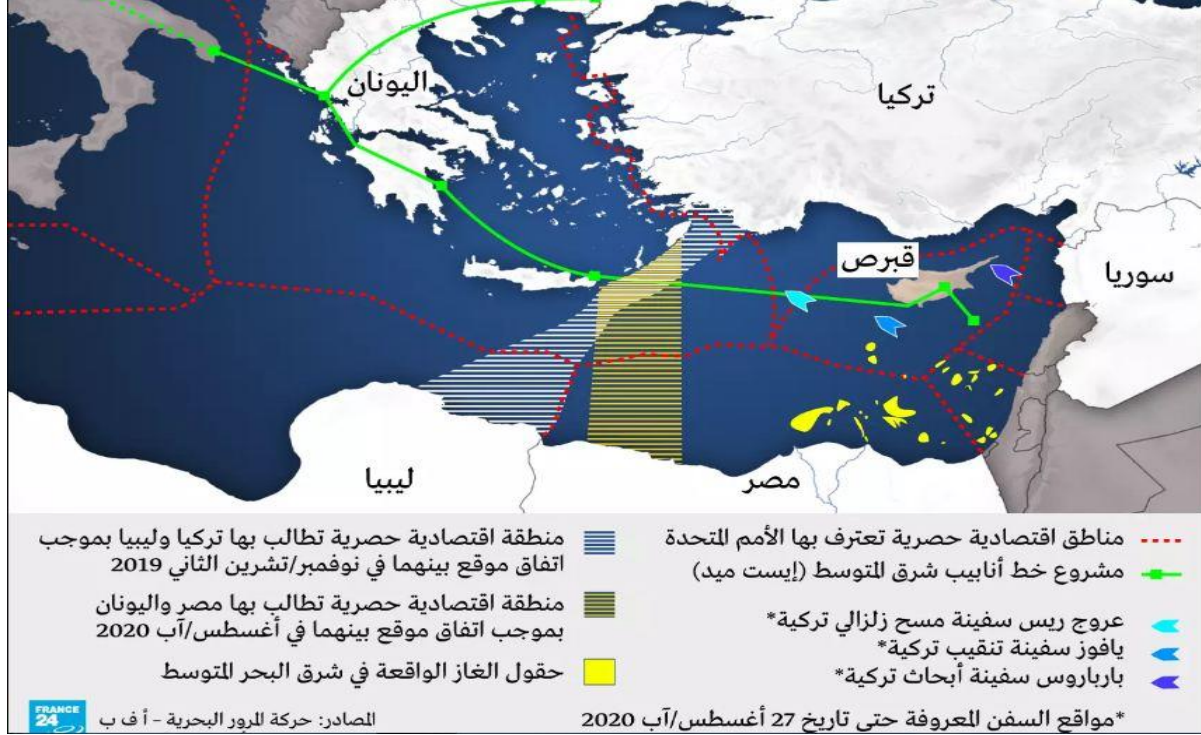 اليونان
تركيا
قبرص
سوريا
ليبيا
مصر
مناطق اقتصادية حصرية تعترف بها الأمم المتحدة
مشروع خط أنابيب شرق المتوسط (إيست ميد)
عروج ريس سفينة مسح زلزالي تركية*
يافوز سفينة تنقيب تركية*
بارباروس سفينة أبحاث تركية*
*مواقع السفن المعروفة حتى تاريخ 27 أغسطس/آب 2020
منطقة اقتصادية حصرية تطالب بها تركيا وليبيا بموجب
اتفاق موقع بينهما في نوفمبر/تشرين الثاني 2019
منطقة اقتصادية حصرية تطالب بها مصر واليونان
بموجب اتفاق موقع بينهما في أغسطس/آب 2020
حقول الغاز الواقعة في شرق البحر المتوسط
المصادر: حركة المرور البحرية - أ ف ب
FRANCE
24